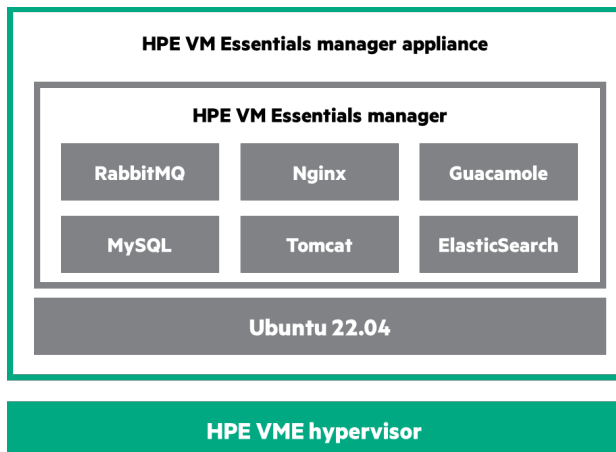 HPE VM Essentials manager appliance
HPE VM Essentials manager
RabbitMQ
Nginx
Guacamole
MySQL
Tomcat
ElasticSearch
Ubuntu 22.04
HPE VME hypervisor